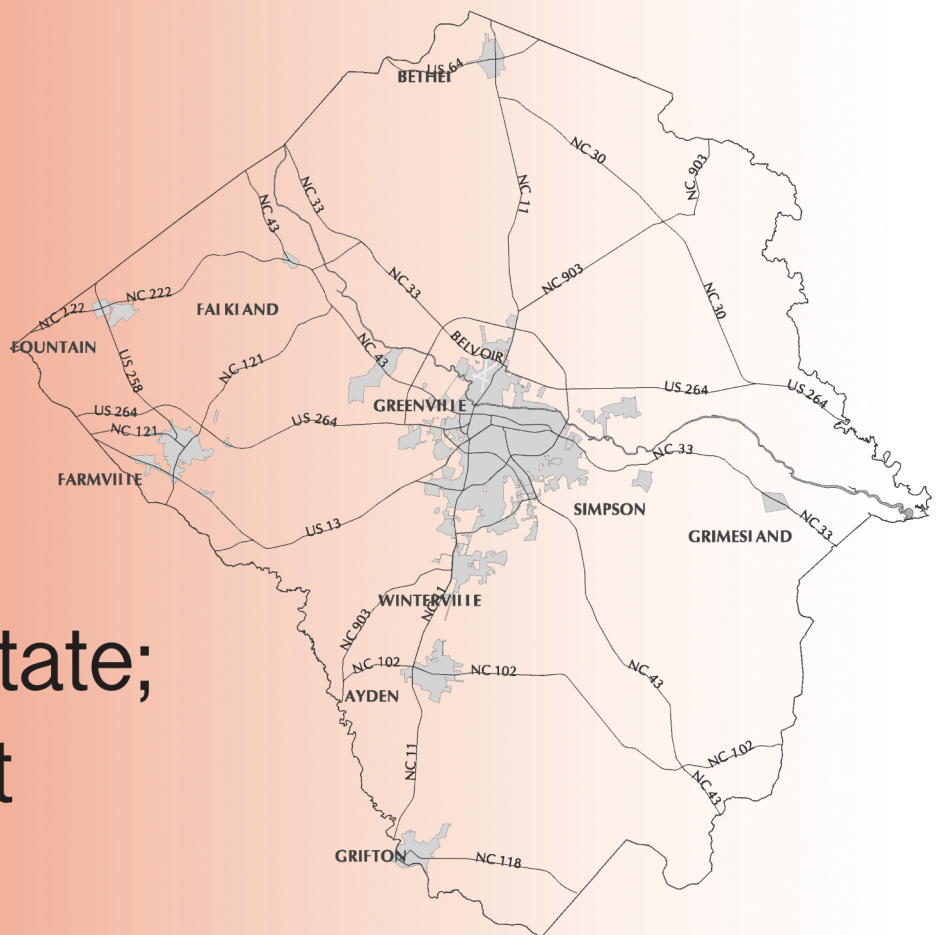 US 64
BETHEL
NC 30
NC 903
NC 33
NC 43
NC 11
NC 903
NC 33
NC 30
NC 222
NC 222
FALKLAND
FOUNTAIN
US 258
NC 121
NC 43
BELVOIR
US 264
US 264
US 264
GREENVILLE
US 264
NC 121
NC 33
FARMVILLE
SIMPSON
US 13
GRIMESLAND
NC 33
WINTERVILLE
NC 11
NC 903
tate;
NC 102
NC 102
NC 43
AYDEN
NC 11
NC 102
t
NC 43
GRIFTON
NC 118